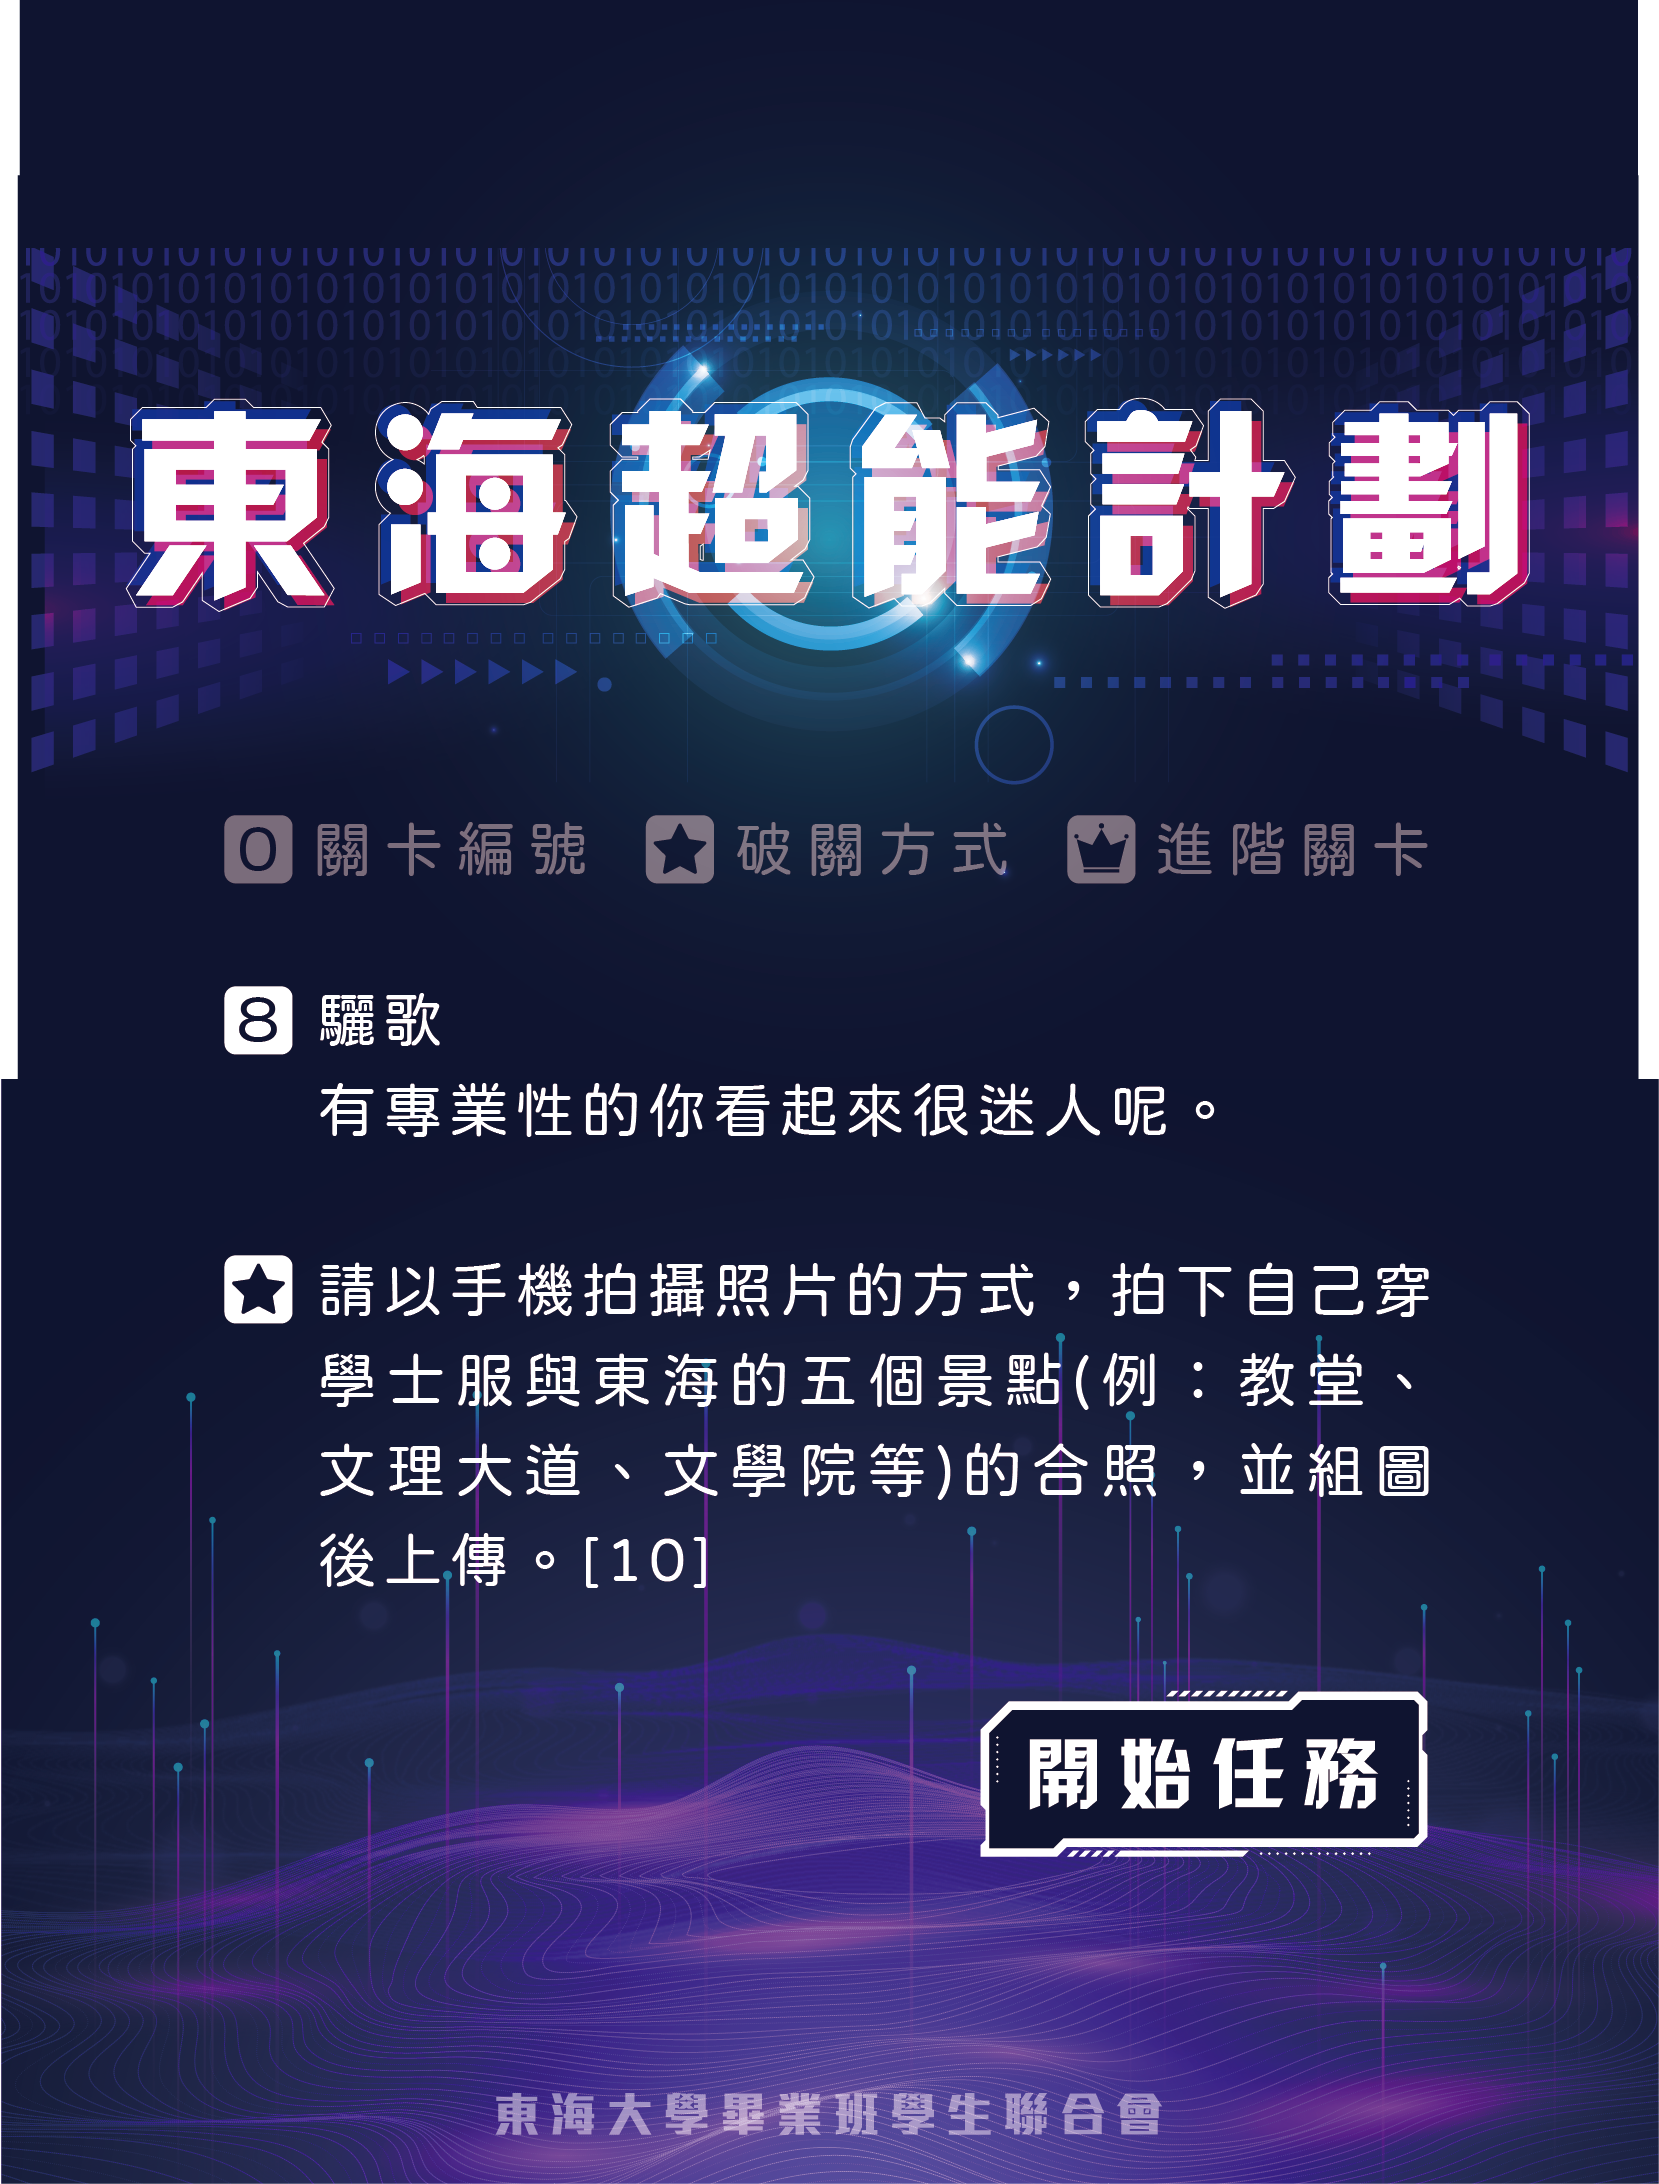 東海超能計劃
0 關卡編號 破關方式 進階關卡
8 驪歌
有專業性的你看起來很迷人呢。
請以手機拍攝照片的方式，拍下自己穿
學士服與東海的五個景點(例：教堂、
文理大道、文學院等)的合照，並組圖
後上傳。[10]
開始任務
東海大學畢業班學生聯合會